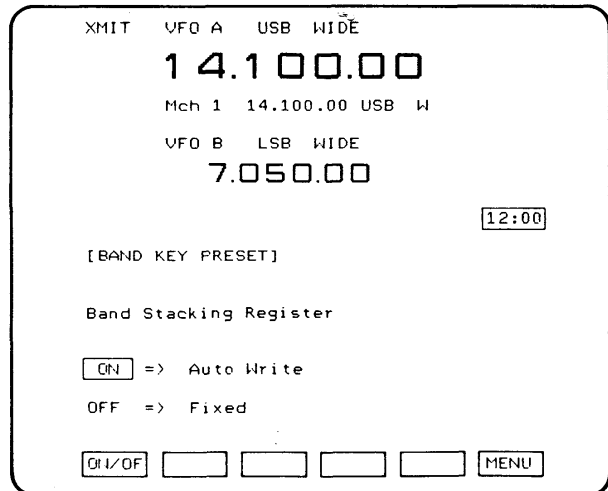 XMIT VFO A USB WIDE
14.100.00
Mch 1 14.100.00 USB W
VFO B LSB WIDE
7.050.00
12:00
[BAND KEY PRESET]
Band Stacking Register
ON => Auto Write
OFF => Fixed
ON/OF MENU